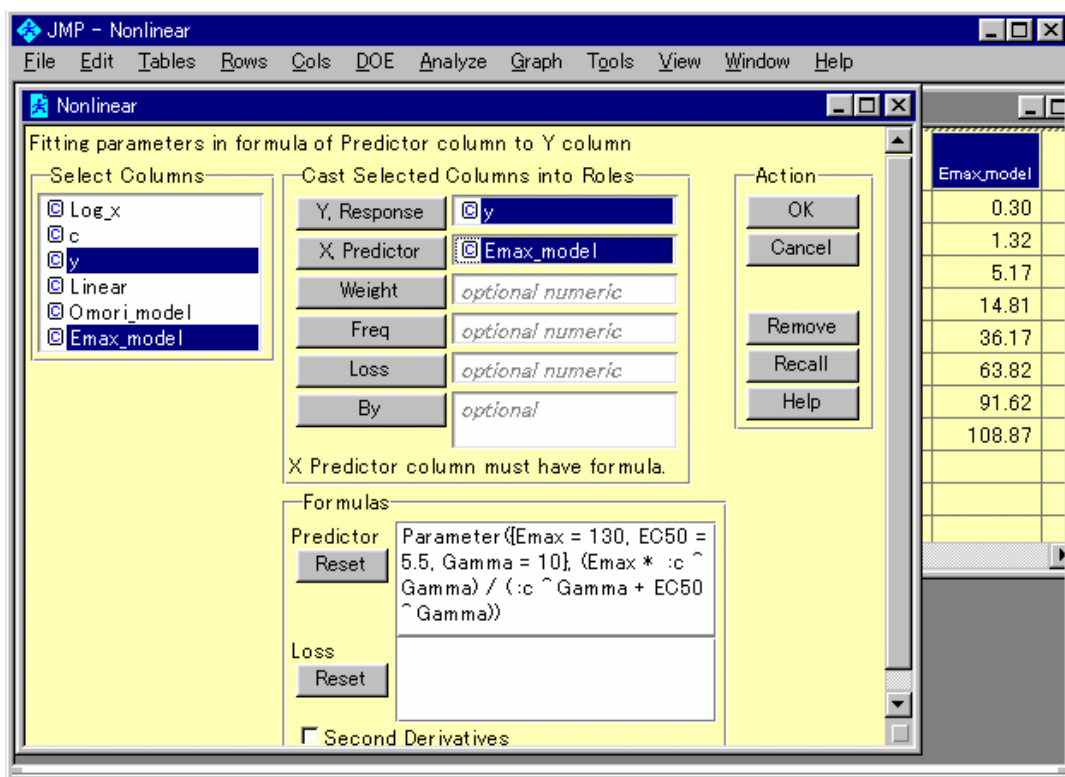 JMP – Nonlinear
File Edit Tables Rows Cols DOE Analyze Graph Tools View Window Help
Nonlinear
Fitting parameters in formula of Predictor column to Y column
Select Columns
Log_x
c
y
Linear
Omori_model
Emax_model
Cast Selected Columns into Roles
Y, Response y
X, Predictor Emax_model
Weight optional numeric
Freq optional numeric
Loss optional numeric
By optional
X Predictor column must have formula.
Action
OK
Cancel
Remove
Recall
Help
Formulas
Predictor
Reset
Parameter({Emax = 130, EC50 =
5.5, Gamma = 10}, (Emax * :c ^
Gamma) / (:c ^ Gamma + EC50
^ Gamma))
Loss
Reset
Second Derivatives
Emax_model
0.30
1.32
5.17
14.81
36.17
63.82
91.62
108.87